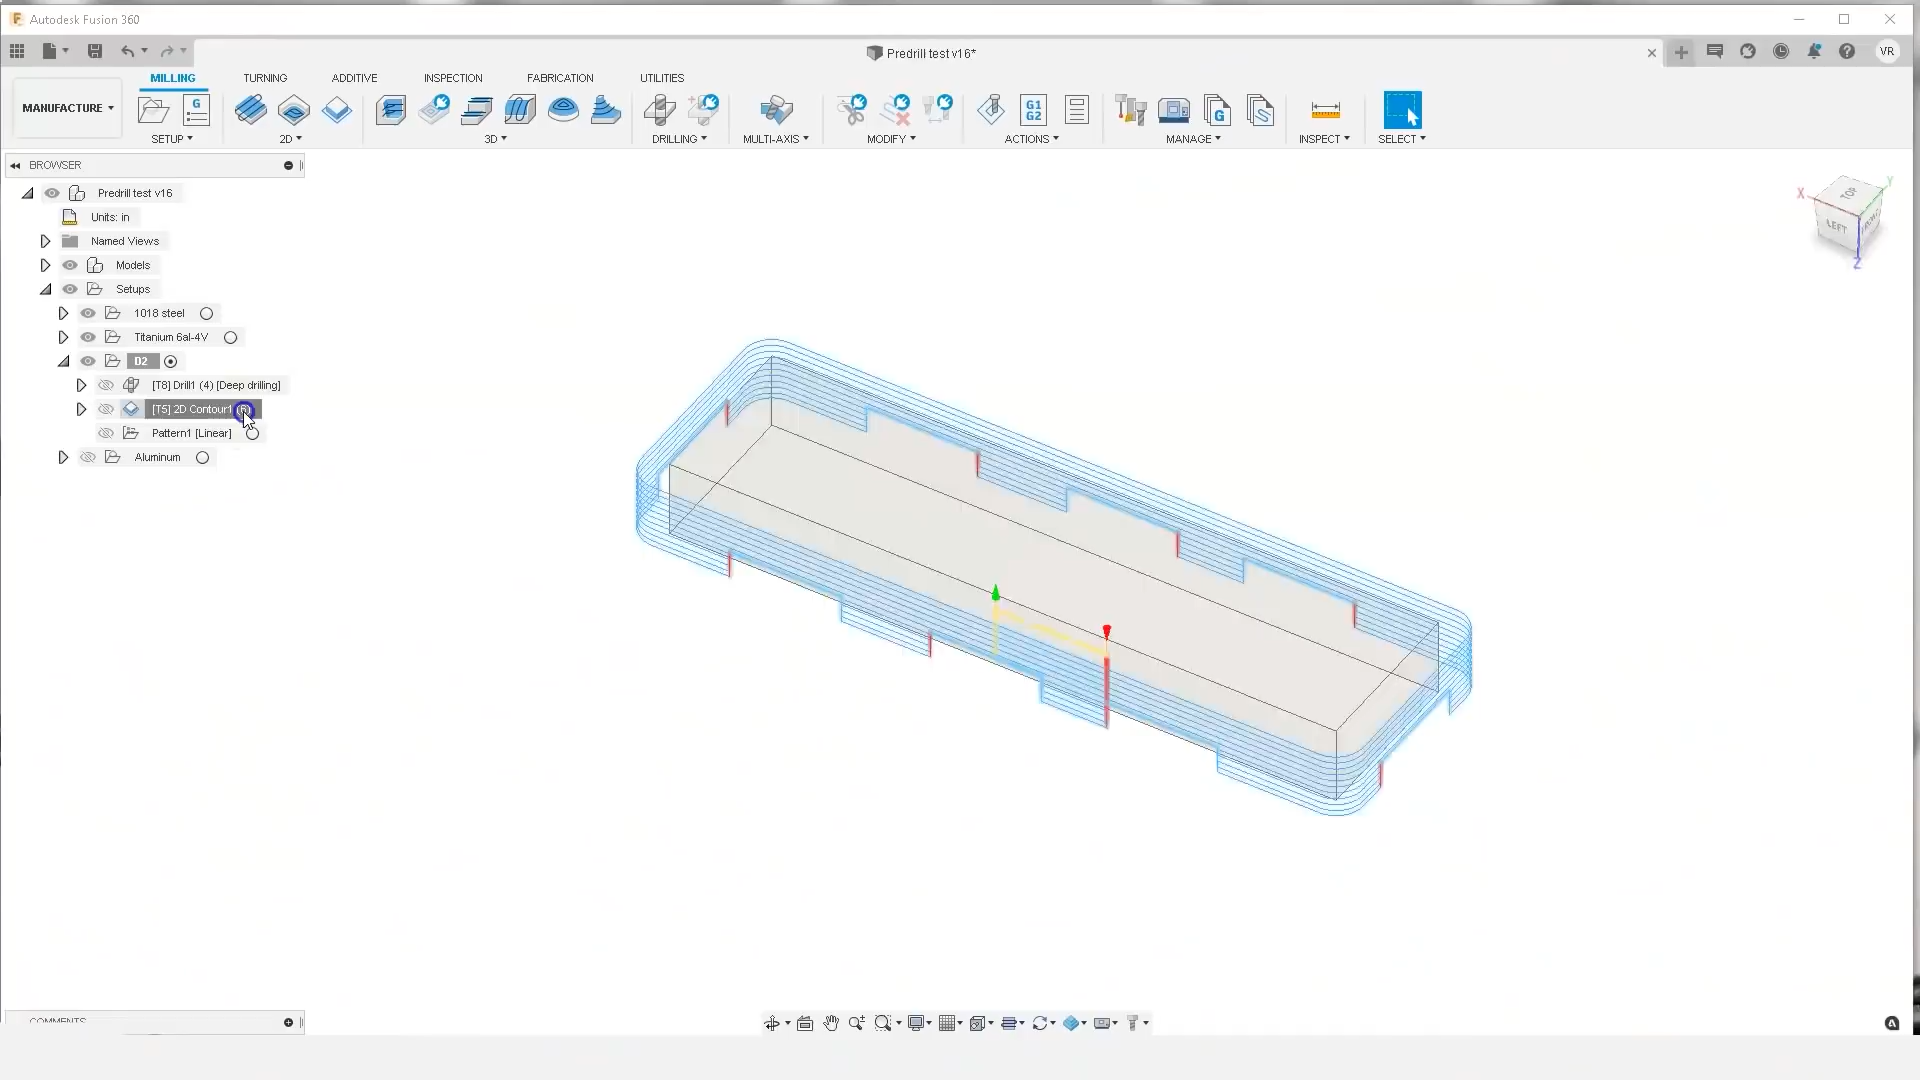 Autodesk Fusion 360
Predrill test v16*
VR
MILLING TURNING ADDITIVE INSPECTION FABRICATION UTILITIES
MANUFACTURE
G
G1
G2
G
S
SETUP 2D 3D DRILLING MULTI-AXIS MODIFY ACTIONS MANAGE INSPECT SELECT
BROWSER
Predrill test v16
Units: in
Named Views
Models
Setups
1018 steel
Titanium 6al-4V
D2
[T8] Drill1 (4) [Deep drilling]
[T5] 2D Contour1
Pattern1 [Linear]
Aluminum
COMMENTS
X
Y
TOP
LEFT
Z